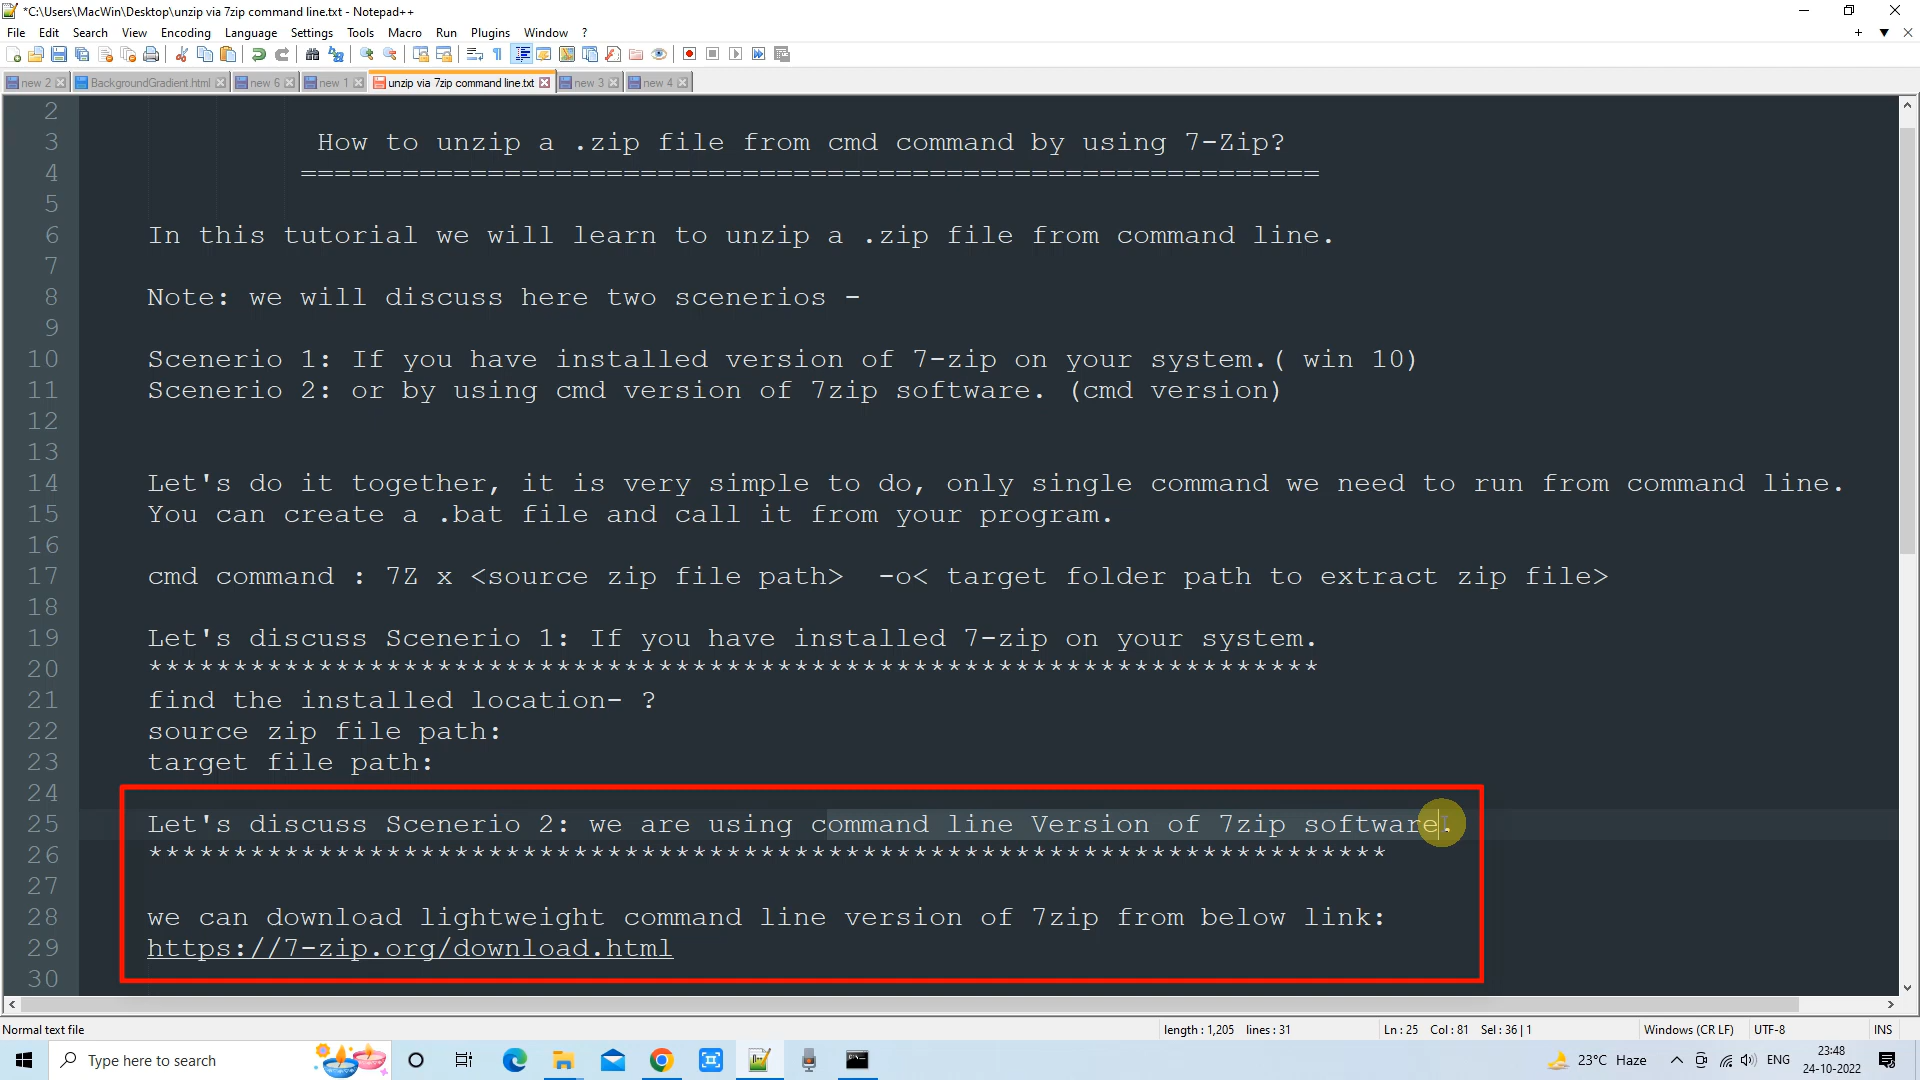 *C:\Users\MacWin\Desktop\unzip via 7zip command line.txt - Notepad++
File Edit Search View Encoding Language Settings Tools Macro Run Plugins Window ?
new 2 BackgroundGradient.html new 6 new 1 unzip via 7zip command line.txt new 3 new 4
2
3 How to unzip a .zip file from cmd command by using 7-Zip?
4 ============================================================
5
6 In this tutorial we will learn to unzip a .zip file from command line.
7
8 Note: we will discuss here two scenerios -
9
10 Scenerio 1: If you have installed version of 7-zip on your system.( win 10)
11 Scenerio 2: or by using cmd version of 7zip software. (cmd version)
12
13
14 Let's do it together, it is very simple to do, only single command we need to run from command line.
15 You can create a .bat file and call it from your program.
16
17 cmd command : 7Z x <source zip file path>  -o< target folder path to extract zip file>
18
19 Let's discuss Scenerio 1: If you have installed 7-zip on your system.
20 *********************************************************************
21 find the installed location- ?
22 source zip file path:
23 target file path:
24
25 Let's discuss Scenerio 2: we are using command line Version of 7zip software.
26 *************************************************************************
27
28 we can download lightweight command line version of 7zip from below link:
29 https://7-zip.org/download.html
30
Normal text file length : 1,205 lines : 31 Ln : 25 Col : 81 Sel : 36 | 1 Windows (CR LF) UTF-8 INS
Type here to search 23°C Haze ENG 23:48
24-10-2022